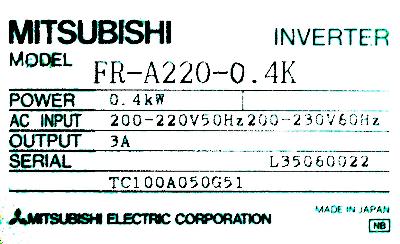 MITSUBISHI INVERTER
MODEL FR-A220-0.4K
POWER 0.4kW
AC INPUT 200-220V50Hz200-230V60Hz
OUTPUT 3A
SERIAL L35060022
TC100A050G51
MITSUBISHI ELECTRIC CORPORATION MADE IN JAPAN
NB